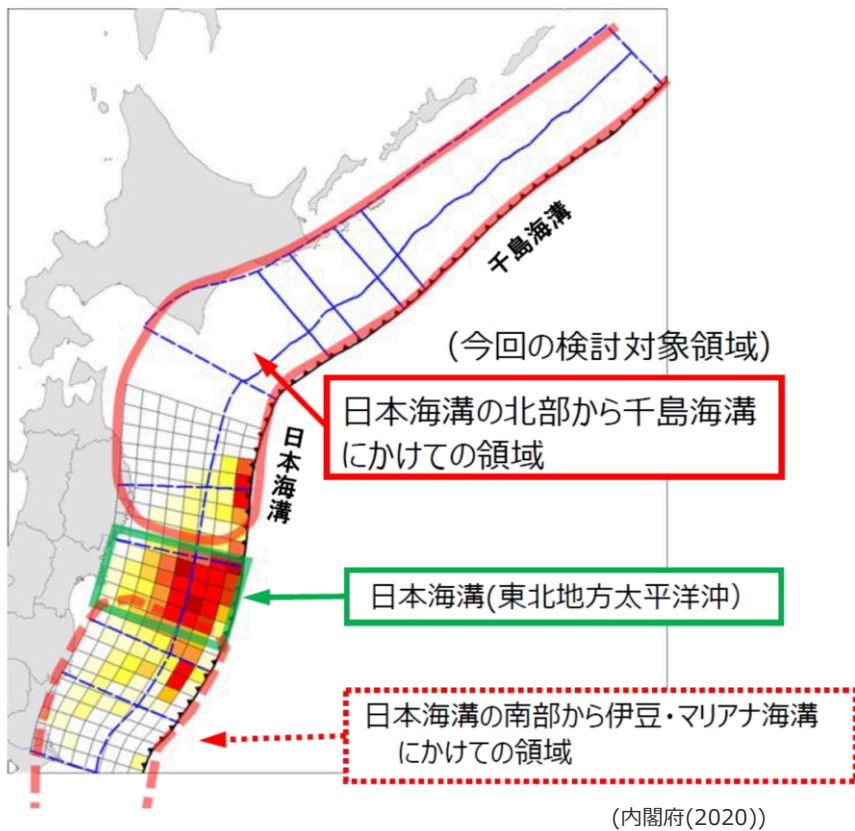 千島海溝
(今回の検討対象領域)
日本海溝の北部から千島海溝
にかけての領域
日本海溝
日本海溝(東北地方太平洋沖)
日本海溝の南部から伊豆・マリアナ海溝
にかけての領域
(内閣府(2020))